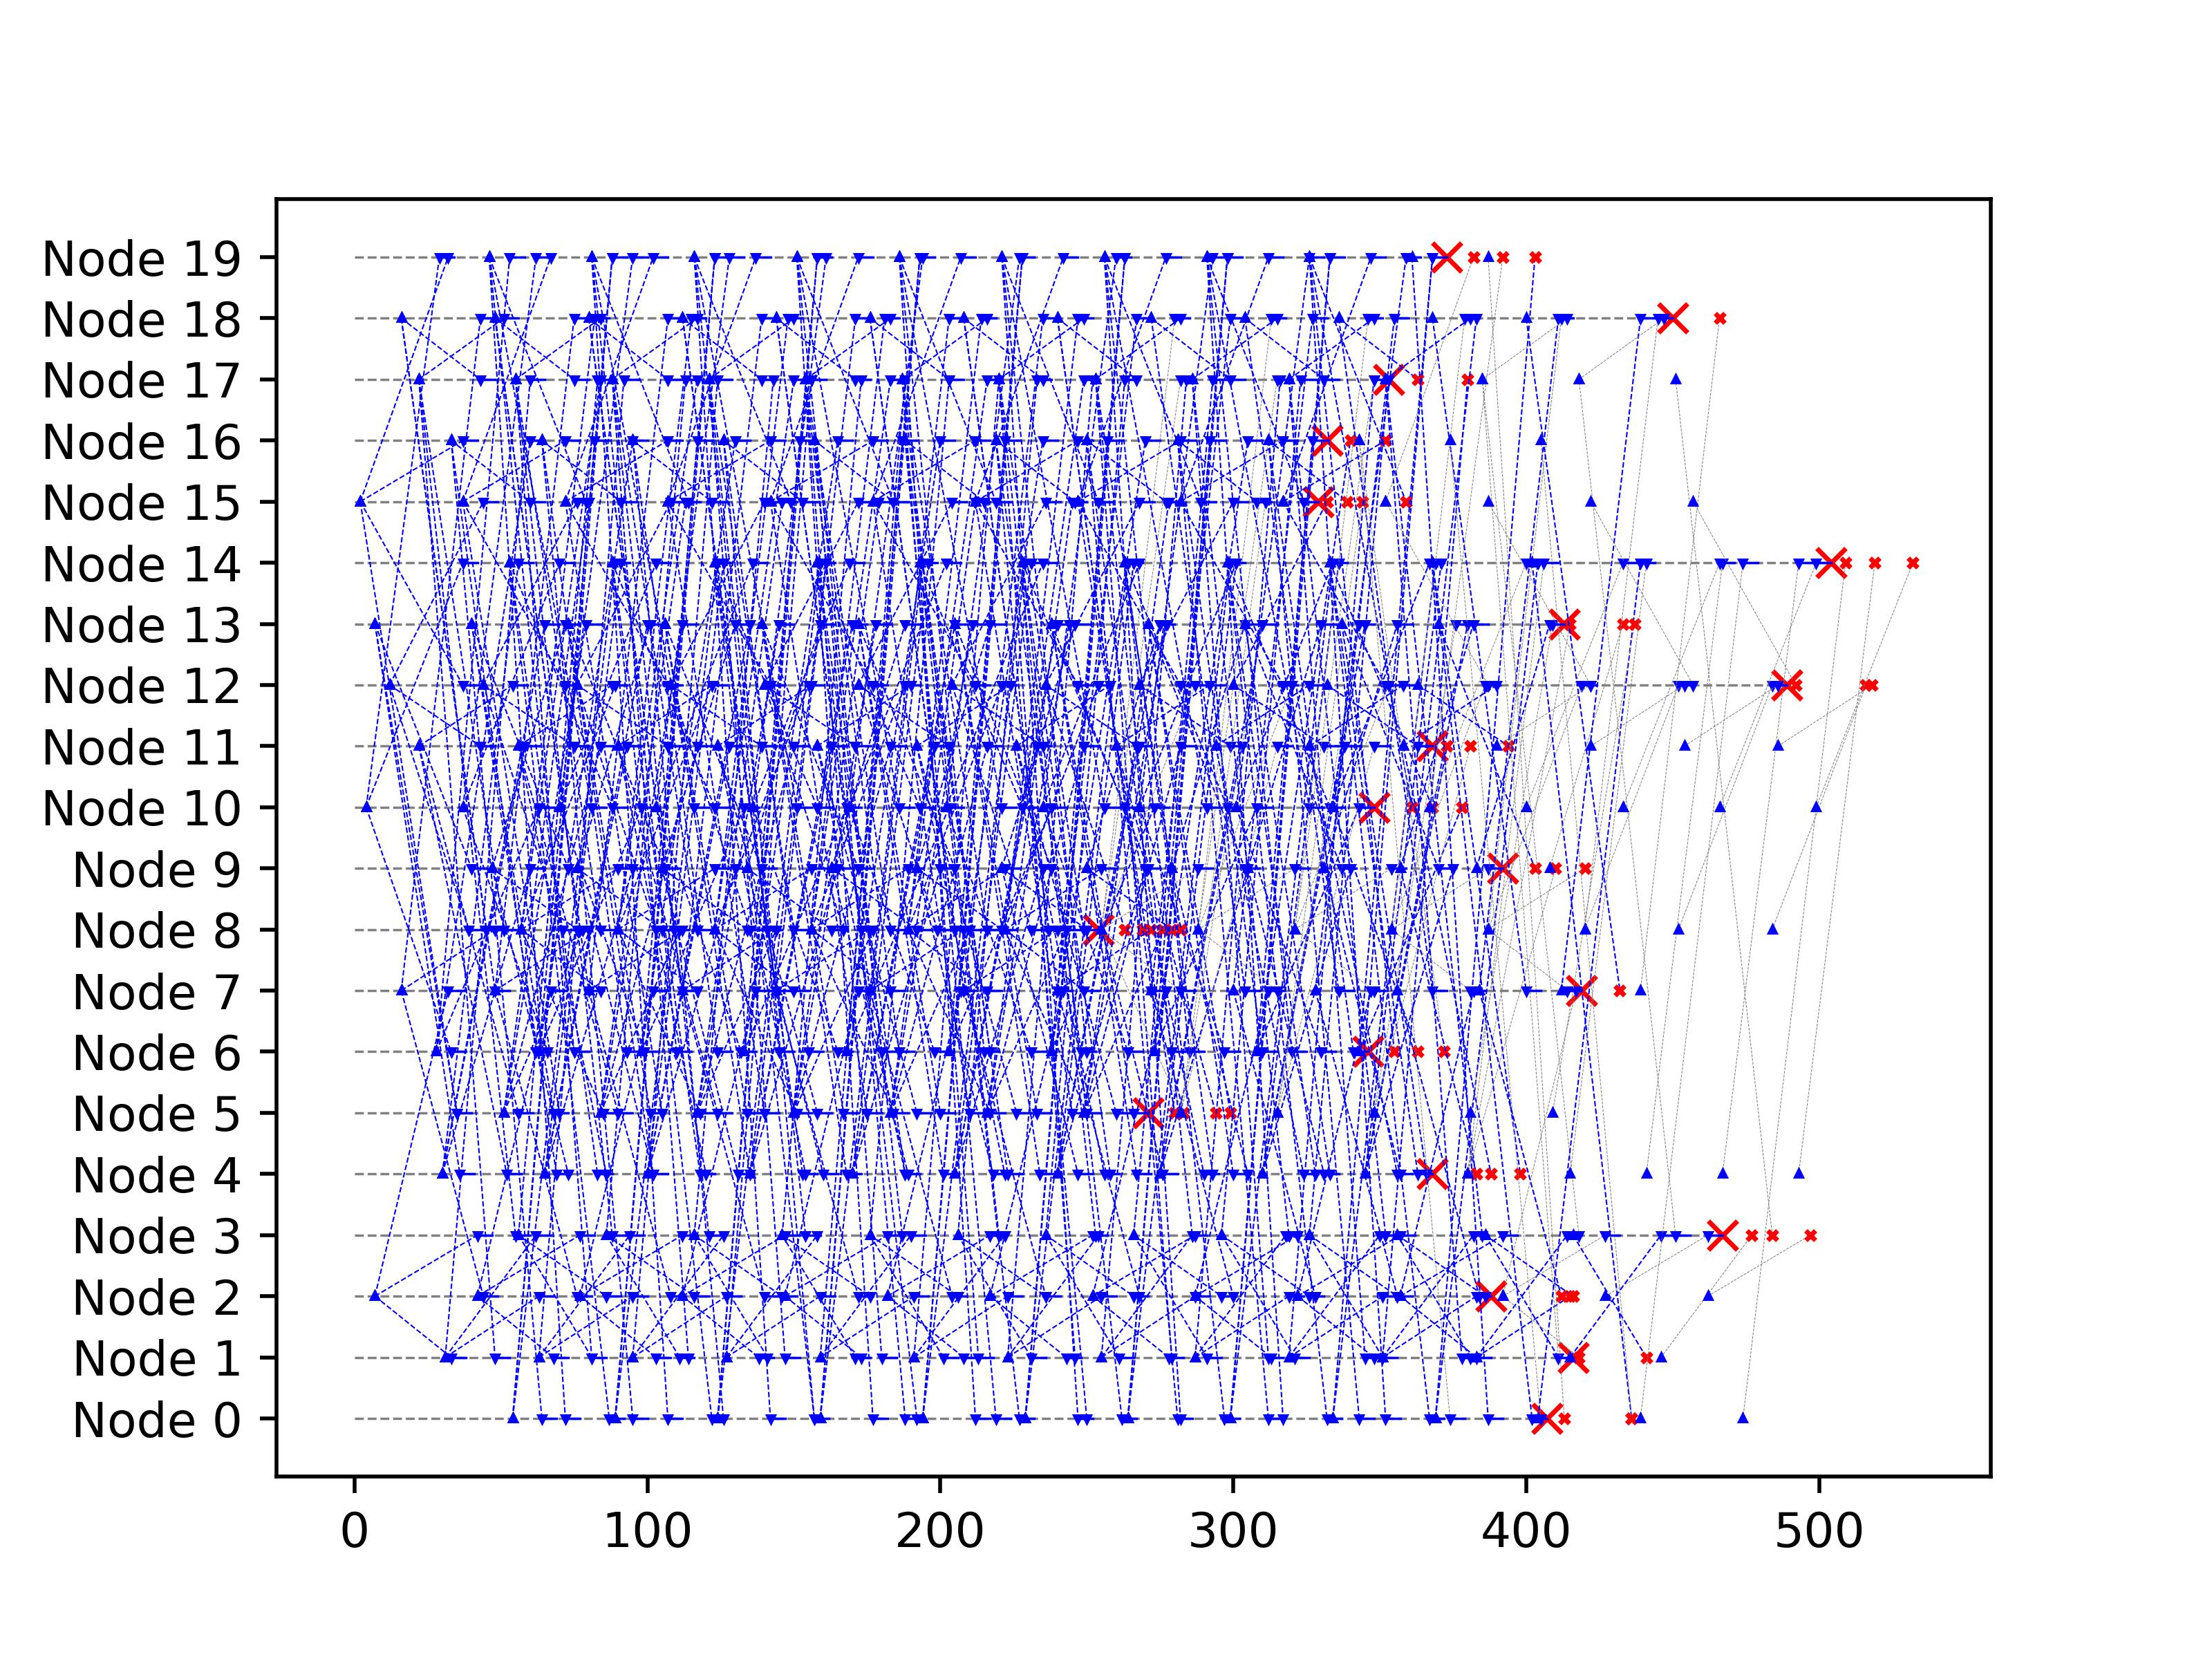 Node 19
Node 18
Node 17
Node 16
Node 15
Node 14
Node 13
Node 12
Node 11
Node 10
Node 9
Node 8
Node 7
Node 6
Node 5
Node 4
Node 3
Node 2
Node 1
Node 0
0 100 200 300 400 500